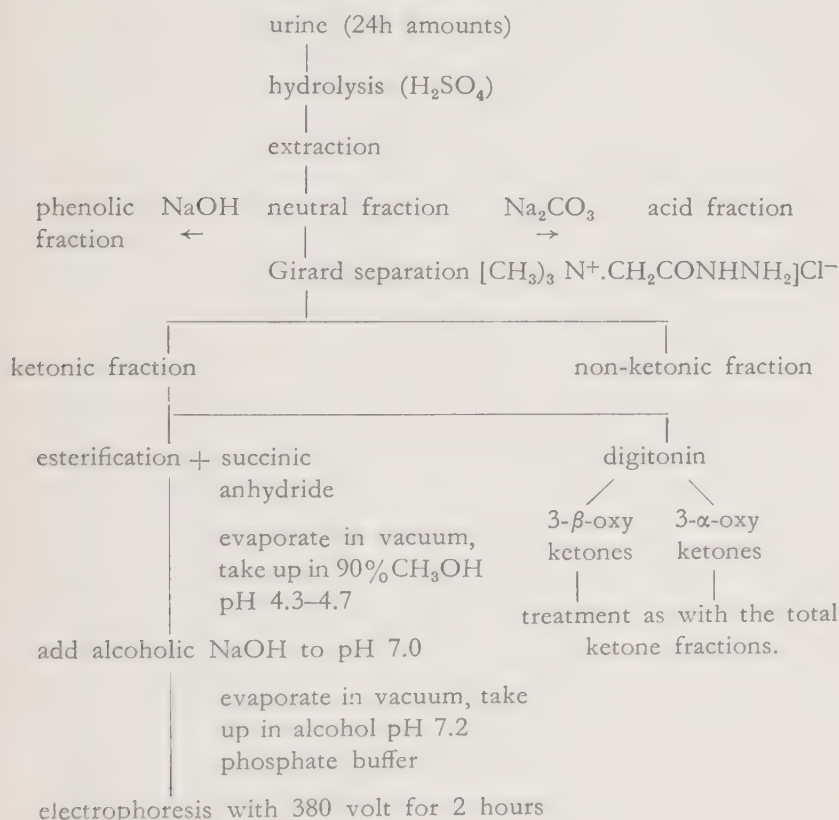 urine (24h amounts)
hydrolysis (H₂SO₄)
extraction
phenolic NaOH neutral fraction Na₂CO₃ acid fraction
fraction ← →
Girard separation [CH₃)₃ N⁺.CH₂CONHNH₂]Cl⁻
ketonic fraction non-ketonic fraction
esterification + succinic digitonin
anhydride
3-β-oxy 3-α-oxy
evaporate in vacuum, ketones ketones
take up in 90%CH₃OH
pH 4.3–4.7
treatment as with the total
add alcoholic NaOH to pH 7.0 ketone fractions.
evaporate in vacuum, take
up in alcohol pH 7.2
phosphate buffer
electrophoresis with 380 volt for 2 hours